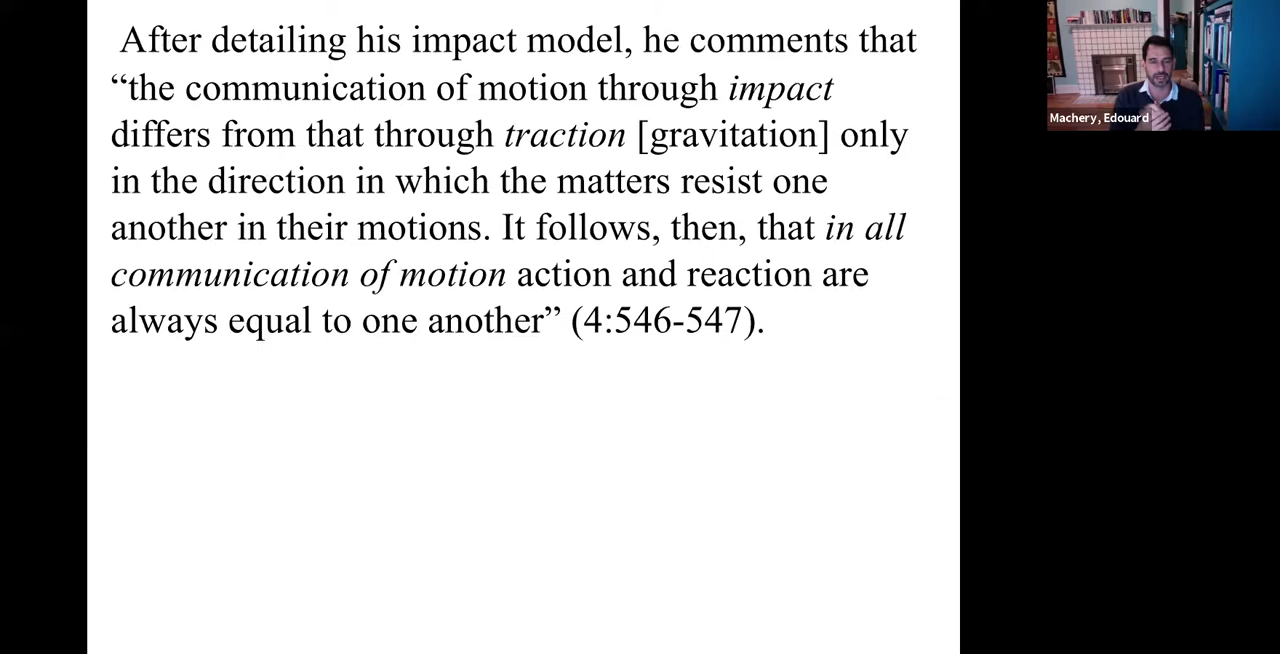 After detailing his impact model, he comments that
“the communication of motion through impact
differs from that through traction [gravitation] only
in the direction in which the matters resist one
another in their motions. It follows, then, that in all
communication of motion action and reaction are
always equal to one another” (4:546-547).
Machery, Edouard